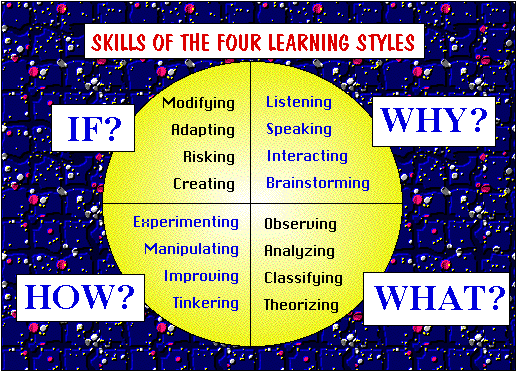 SKILLS OF THE FOUR LEARNING STYLES
IF?
Modifying
Adapting
Risking
Creating
WHY?
Listening
Speaking
Interacting
Brainstorming
HOW?
Experimenting
Manipulating
Improving
Tinkering
WHAT?
Observing
Analyzing
Classifying
Theorizing